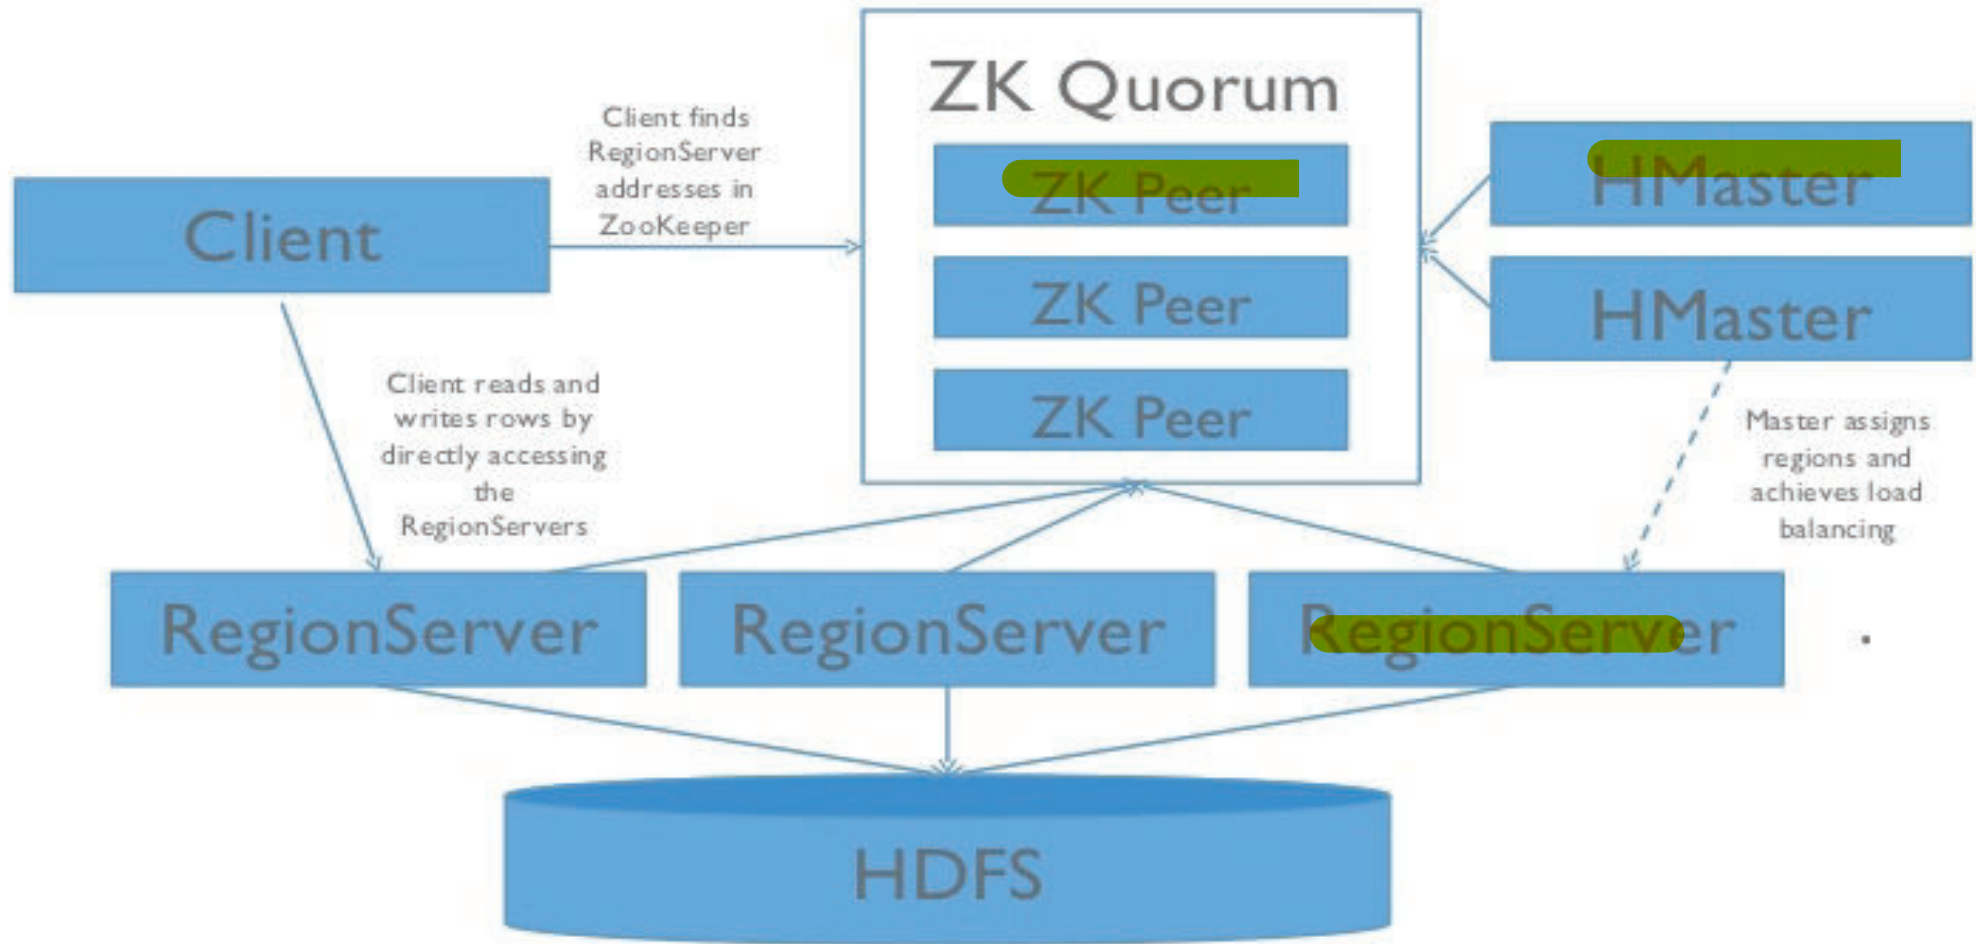 ZK Quorum
Client finds
RegionServer
addresses in
ZooKeeper
Client
ZK Peer
ZK Peer
ZK Peer
HMaster
HMaster
Client reads and
writes rows by
directly accessing
the
RegionServers
Master assigns
regions and
achieves load
balancing
RegionServer
RegionServer
RegionServer
HDFS